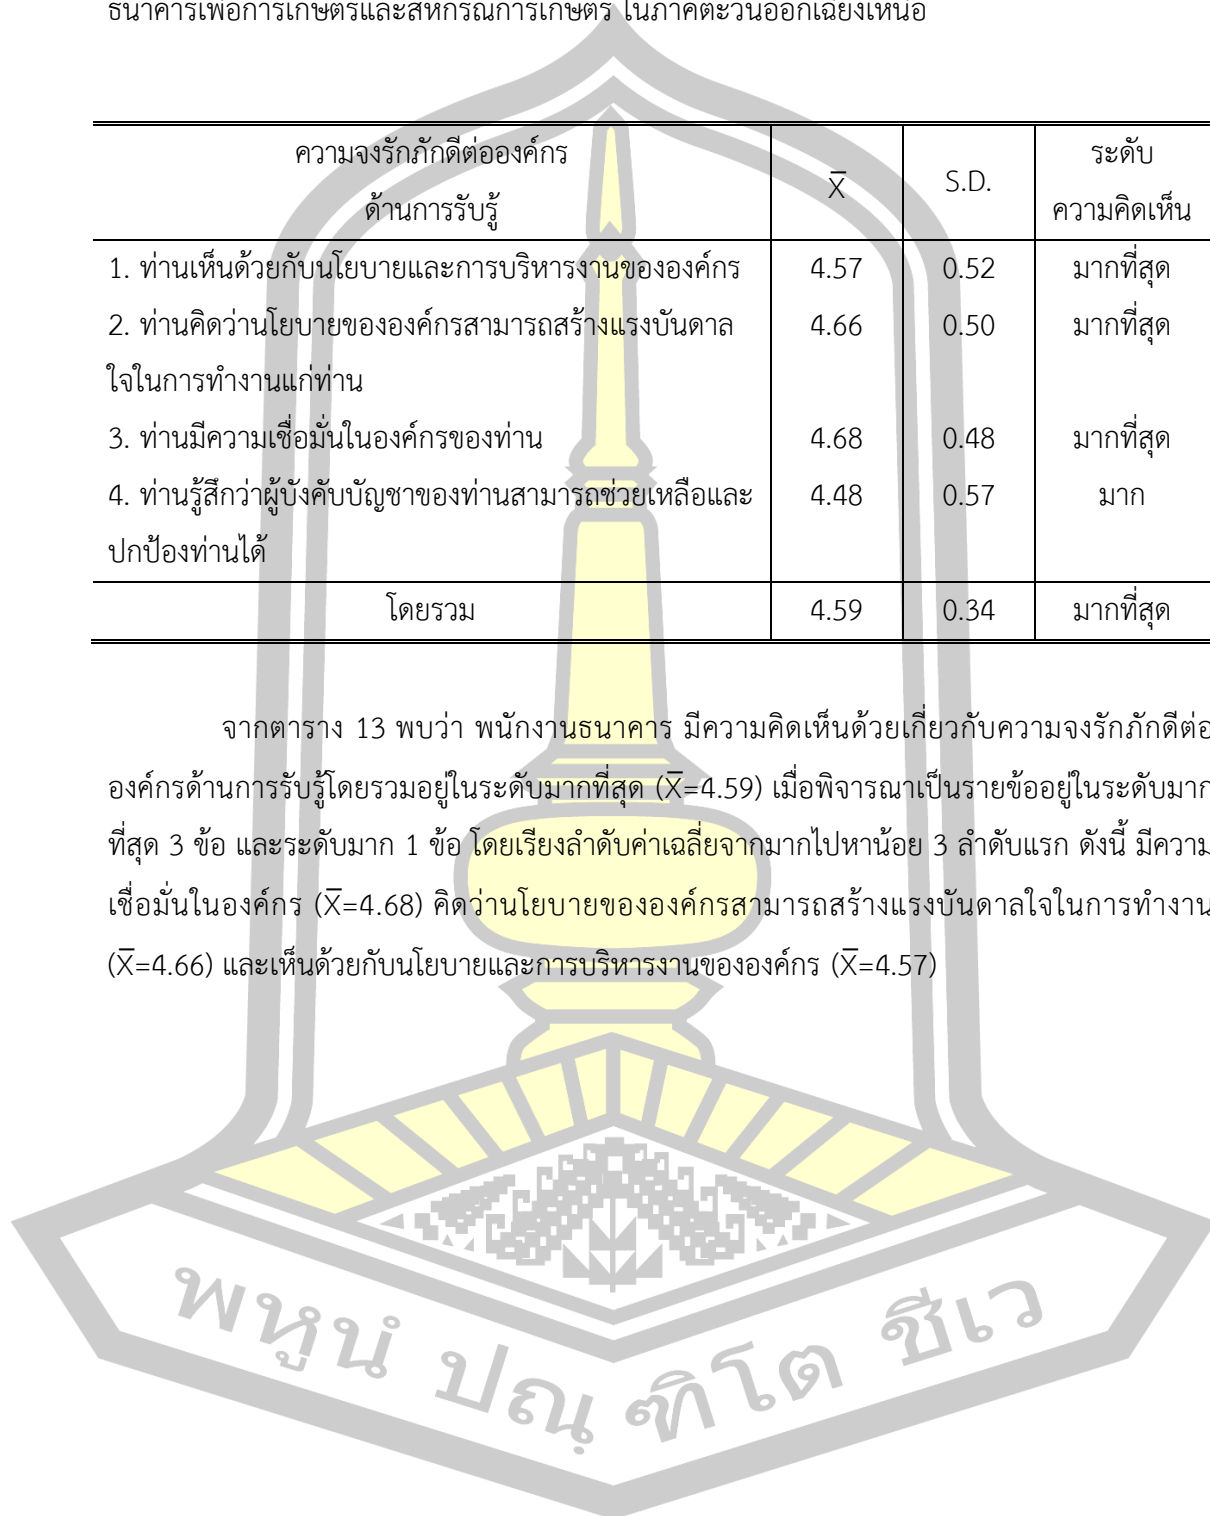 ธนาคารเพื่อการเกษตรและสหกรณ์การเกษตร ในภาคตะวันออกเฉียงเหนือ
ความจงรักภักดีต่อองค์กร
ด้านการรับรู้
X̅
S.D.
ระดับ
ความคิดเห็น
1. ท่านเห็นด้วยกับนโยบายและการบริหารงานขององค์กร 4.57 0.52 มากที่สุด
2. ท่านคิดว่านโยบายขององค์กรสามารถสร้างแรงบันดาล 4.66 0.50 มากที่สุด
ใจในการทำงานแก่ท่าน
3. ท่านมีความเชื่อมั่นในองค์กรของท่าน 4.68 0.48 มากที่สุด
4. ท่านรู้สึกว่าผู้บังคับบัญชาของท่านสามารถช่วยเหลือและ 4.48 0.57 มาก
ปกป้องท่านได้
โดยรวม 4.59 0.34 มากที่สุด
จากตาราง 13 พบว่า พนักงานธนาคาร มีความคิดเห็นด้วยเกี่ยวกับความจงรักภักดีต่อ
องค์กรด้านการรับรู้โดยรวมอยู่ในระดับมากที่สุด (X̅=4.59) เมื่อพิจารณาเป็นรายข้ออยู่ในระดับมาก
ที่สุด 3 ข้อ และระดับมาก 1 ข้อ โดยเรียงลำดับค่าเฉลี่ยจากมากไปหาน้อย 3 ลำดับแรก ดังนี้ มีความ
เชื่อมั่นในองค์กร (X̅=4.68) คิดว่านโยบายขององค์กรสามารถสร้างแรงบันดาลใจในการทำงาน
(X̅=4.66) และเห็นด้วยกับนโยบายและการบริหารงานขององค์กร (X̅=4.57)
พหูนํ ปณฺฑิโต ชีเว